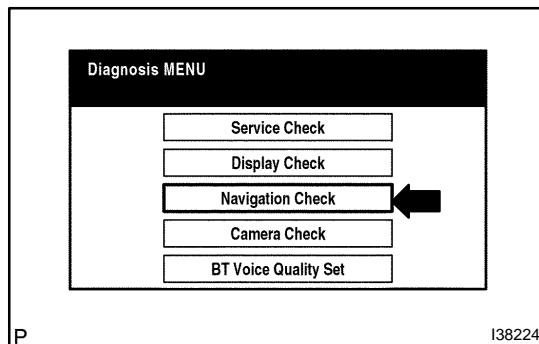 Diagnosis MENU
Service Check
Display Check
Navigation Check
Camera Check
BT Voice Quality Set
P
I38224